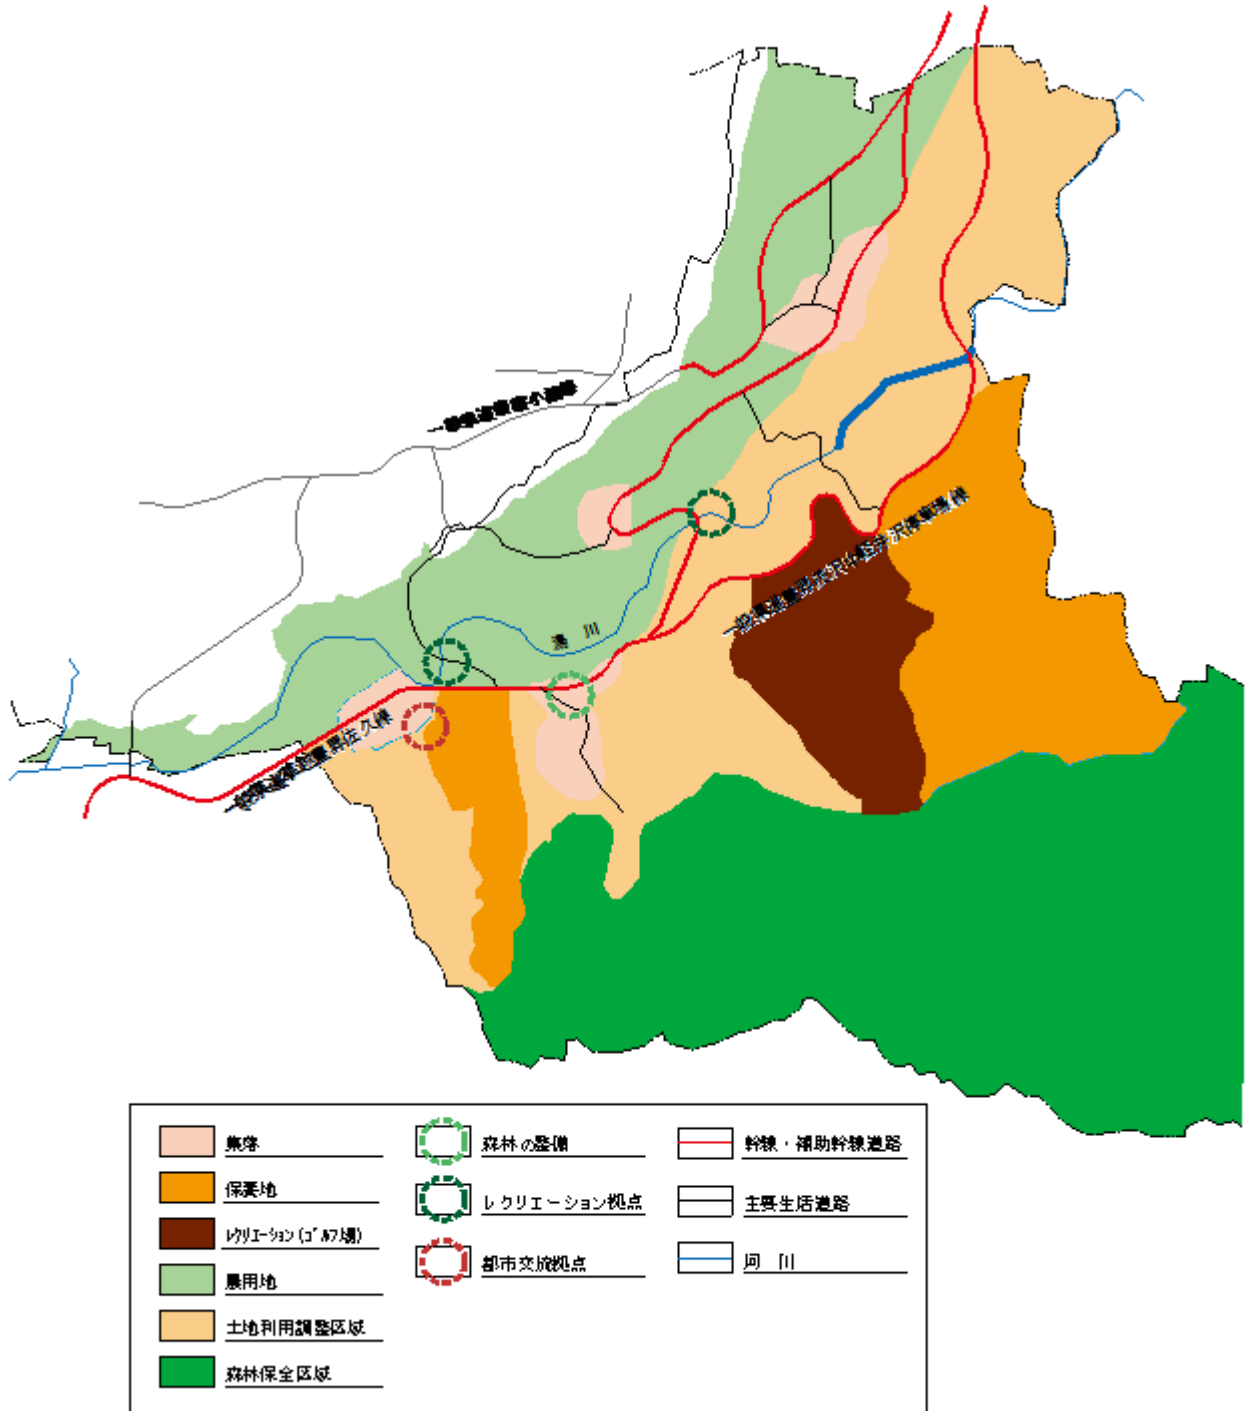 湯川
集落
保養地
ﾚｸﾘｴｰｼｮﾝ(ｺﾞﾙﾌ場)
農用地
土地利用調整区域
森林保全区域
森林の整備
レクリエーション拠点
都市交流拠点
幹線・補助幹線道路
主要生活道路
河川